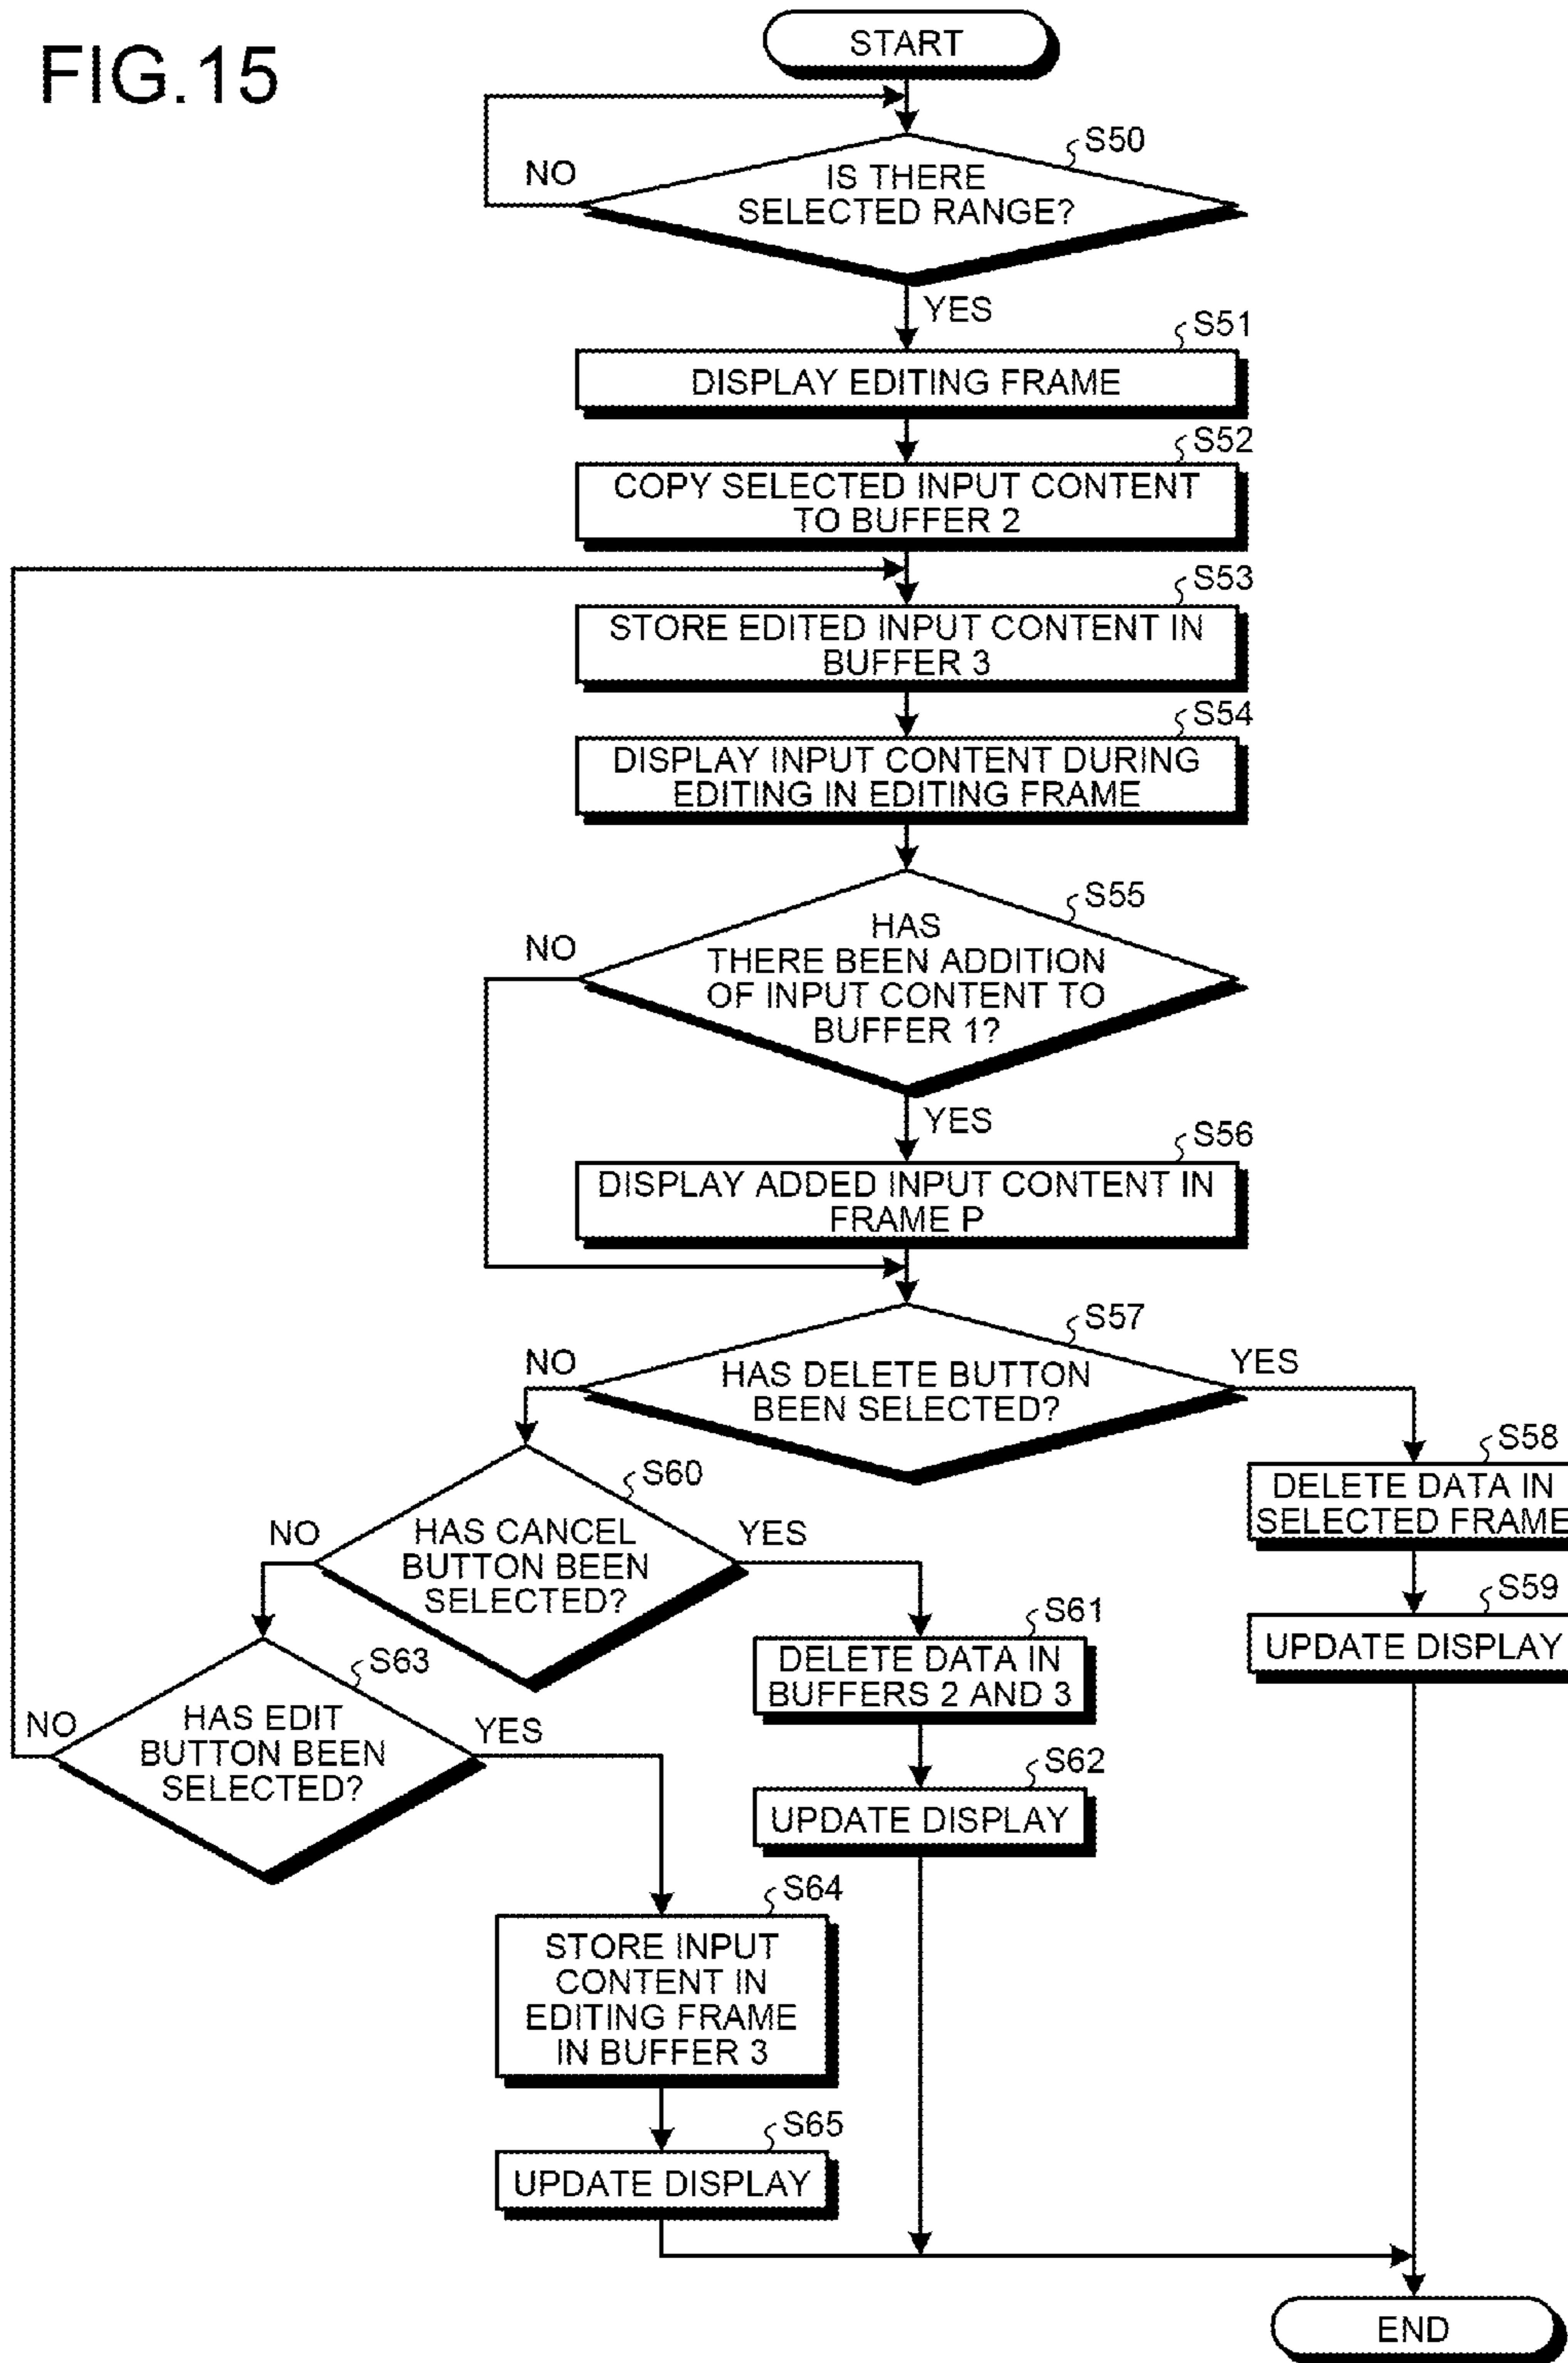 FIG.15
START
S50
NO
IS THERE
SELECTED RANGE?
YES
S51
DISPLAY EDITING FRAME
S52
COPY SELECTED INPUT CONTENT
TO BUFFER 2
S53
STORE EDITED INPUT CONTENT IN
BUFFER 3
S54
DISPLAY INPUT CONTENT DURING
EDITING IN EDITING FRAME
S55
NO
HAS
THERE BEEN ADDITION
OF INPUT CONTENT TO
BUFFER 1?
YES
S56
DISPLAY ADDED INPUT CONTENT IN
FRAME P
S57
NO
HAS DELETE BUTTON
BEEN SELECTED?
YES
S58
DELETE DATA IN
SELECTED FRAME
S59
UPDATE DISPLAY
S60
NO
HAS CANCEL
BUTTON BEEN
SELECTED?
YES
S61
DELETE DATA IN
BUFFERS 2 AND 3
S62
UPDATE DISPLAY
S63
NO
HAS EDIT
BUTTON BEEN
SELECTED?
YES
S64
STORE INPUT
CONTENT IN
EDITING FRAME
IN BUFFER 3
S65
UPDATE DISPLAY
END